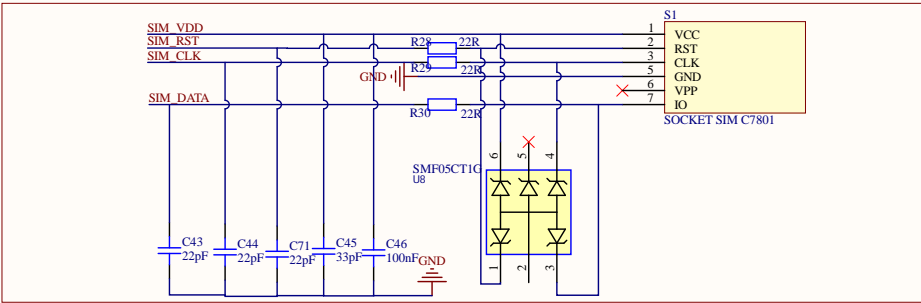 S1
SIM_VDD
SIM_RST
SIM_CLK
SIM_DATA
R28 22R
R29 22R
R30 22R
GND
1 VCC
2 RST
3 CLK
5 GND
6 VPP
7 IO
SOCKET SIM C7801
SMF05CT1G
U8
6 5 4
1 2 3
C43
22pF
C44
22pF
C71
22pF
C45
33pF
C46
100nF
GND